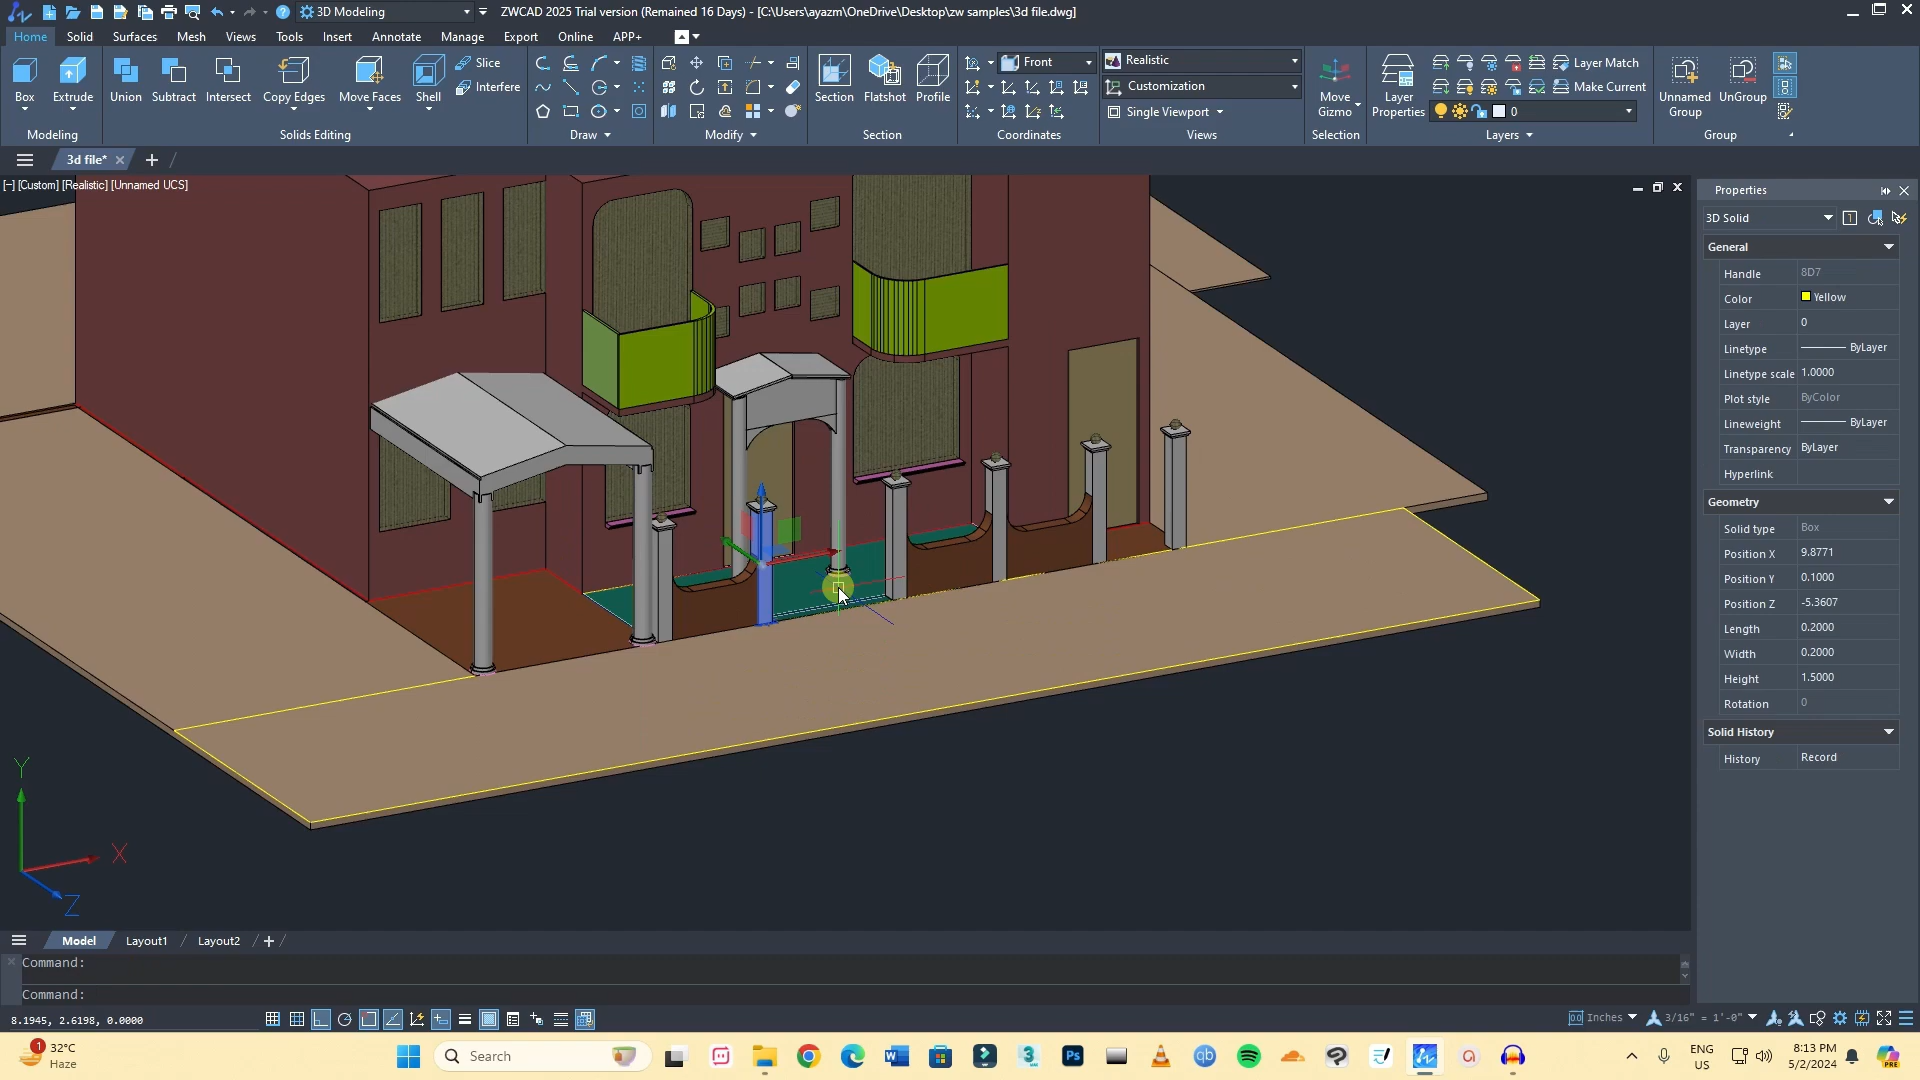 3D Modeling
ZWCAD 2025 Trial version (Remained 16 Days) - [C:\Users\ayazm\OneDrive\Desktop\zw samples\3d file.dwg]
Home Solid Surfaces Mesh Views Tools Insert Annotate Manage Export Online APP+
Box Extrude Union Subtract Intersect Copy Edges Move Faces Shell Slice Interfere
Section Flatshot Profile
Front
Realistic
Customization
Single Viewport
Move Gizmo
Layer Properties
Layer Match
Make Current
0
Unnamed Group
UnGroup
Modeling Solids Editing Draw Modify Section Coordinates Views Selection Layers Group
3d file*
[−] [Custom] [Realistic] [Unnamed UCS]
Properties
3D Solid
General
Handle 8D7
Color Yellow
Layer 0
Linetype ByLayer
Linetype scale 1.0000
Plot style ByColor
Lineweight ByLayer
Transparency ByLayer
Hyperlink
Geometry
Solid type Box
Position X 9.8771
Position Y 0.1000
Position Z -5.3607
Length 0.2000
Width 0.2000
Height 1.5000
Rotation 0
Solid History
History Record
Y
X
Z
Model Layout1 Layout2
Command:
Command:
8.1945, 2.6198, 0.0000
Inches 3/16" = 1'-0"
1
32°C
Haze
Search
ENG
US
8:13 PM
5/2/2024